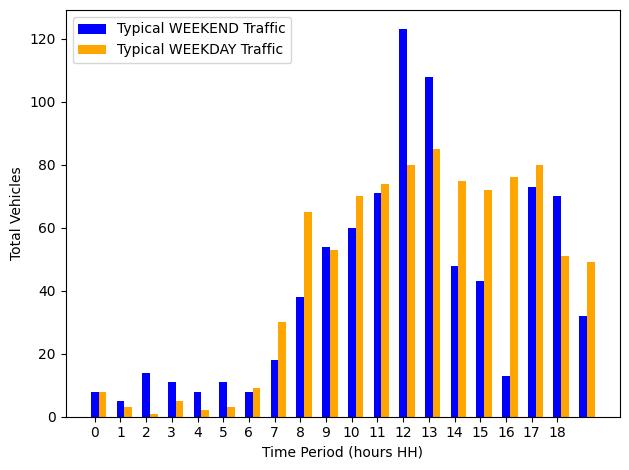 Typical WEEKEND Traffic
Typical WEEKDAY Traffic
120
100
80
60
40
20
0
Total Vehicles
0 1 2 3 4 5 6 7 8 9 10 11 12 13 14 15 16 17 18
Time Period (hours HH)